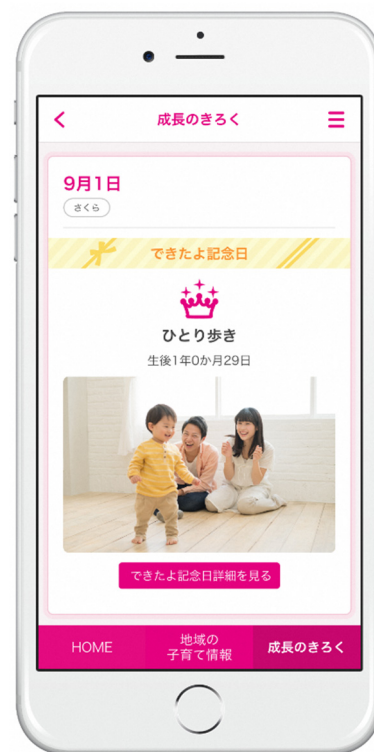 成長のきろく
9月1日
さくら
できたよ記念日
ひとり歩き
生後1年0か月29日
できたよ記念日詳細を見る
HOME
地域の
子育て情報
成長のきろく